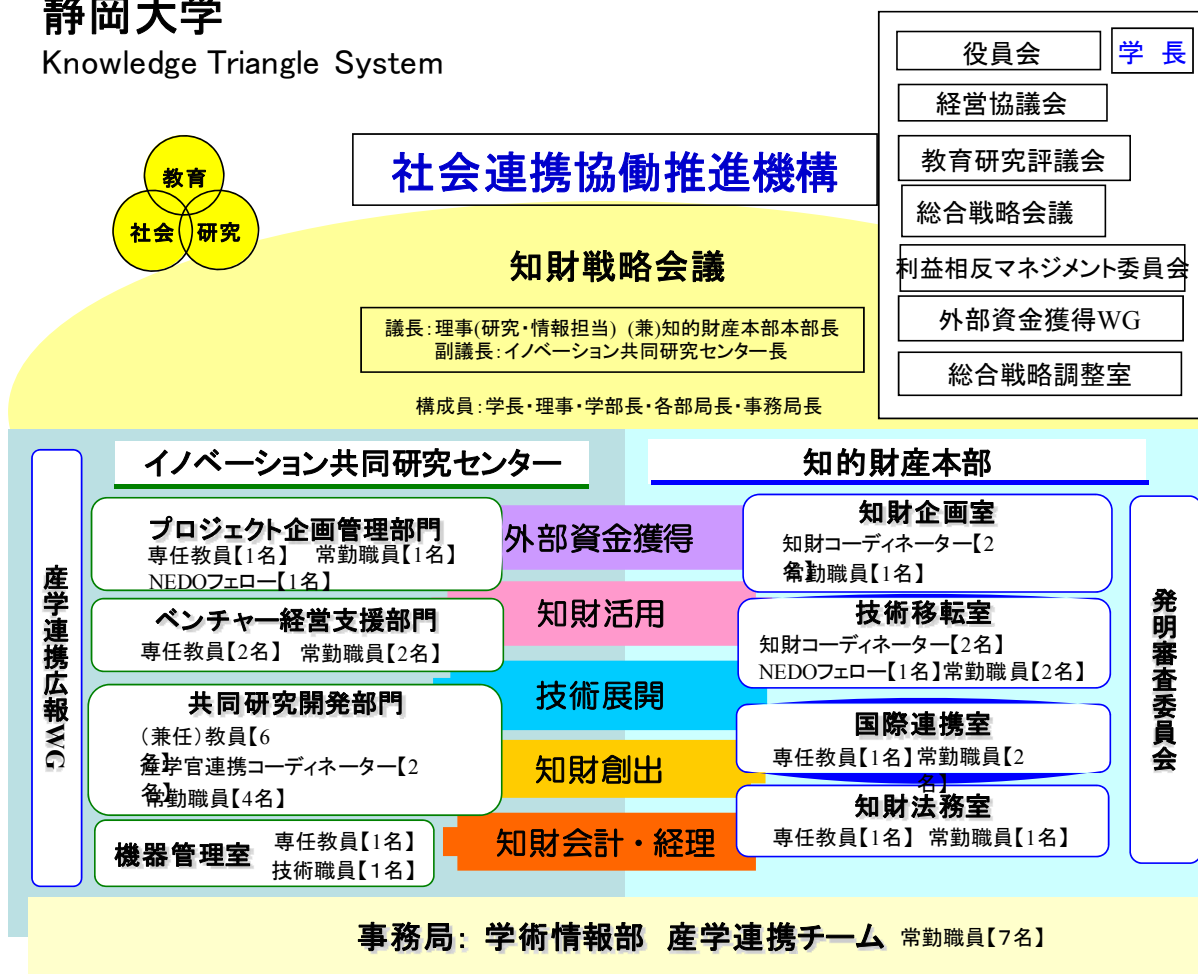 静岡大学
Knowledge Triangle System
役員会
学 長
経営協議会
教育研究評議会
総合戦略会議
利益相反マネジメント委員会
外部資金獲得WG
総合戦略調整室
教育
社会
研究
社会連携協働推進機構
知財戦略会議
議長:理事(研究・情報担当) (兼)知的財産本部本部長
副議長:イノベーション共同研究センター長
構成員:学長・理事・学部長・各部局長・事務局長
産学連携広報WG
イノベーション共同研究センター
プロジェクト企画管理部門
専任教員【1名】 常勤職員【1名】
NEDOフェロー【1名】
ベンチャー経営支援部門
専任教員【2名】 常勤職員【2名】
共同研究開発部門
(兼任)教員【6
名】
産学官連携コーディネーター【2
名】
常勤職員【4名】
機器管理室
専任教員【1名】
技術職員【1名】
外部資金獲得
知財活用
技術展開
知財創出
知財会計・経理
知的財産本部
知財企画室
知財コーディネーター【2
名】
常勤職員【1名】
技術移転室
知財コーディネーター【2名】
NEDOフェロー【1名】常勤職員【2名】
国際連携室
専任教員【1名】常勤職員【2
名】
知財法務室
専任教員【1名】 常勤職員【1名】
発明審査委員会
事務局: 学術情報部 産学連携チーム 常勤職員【7名】